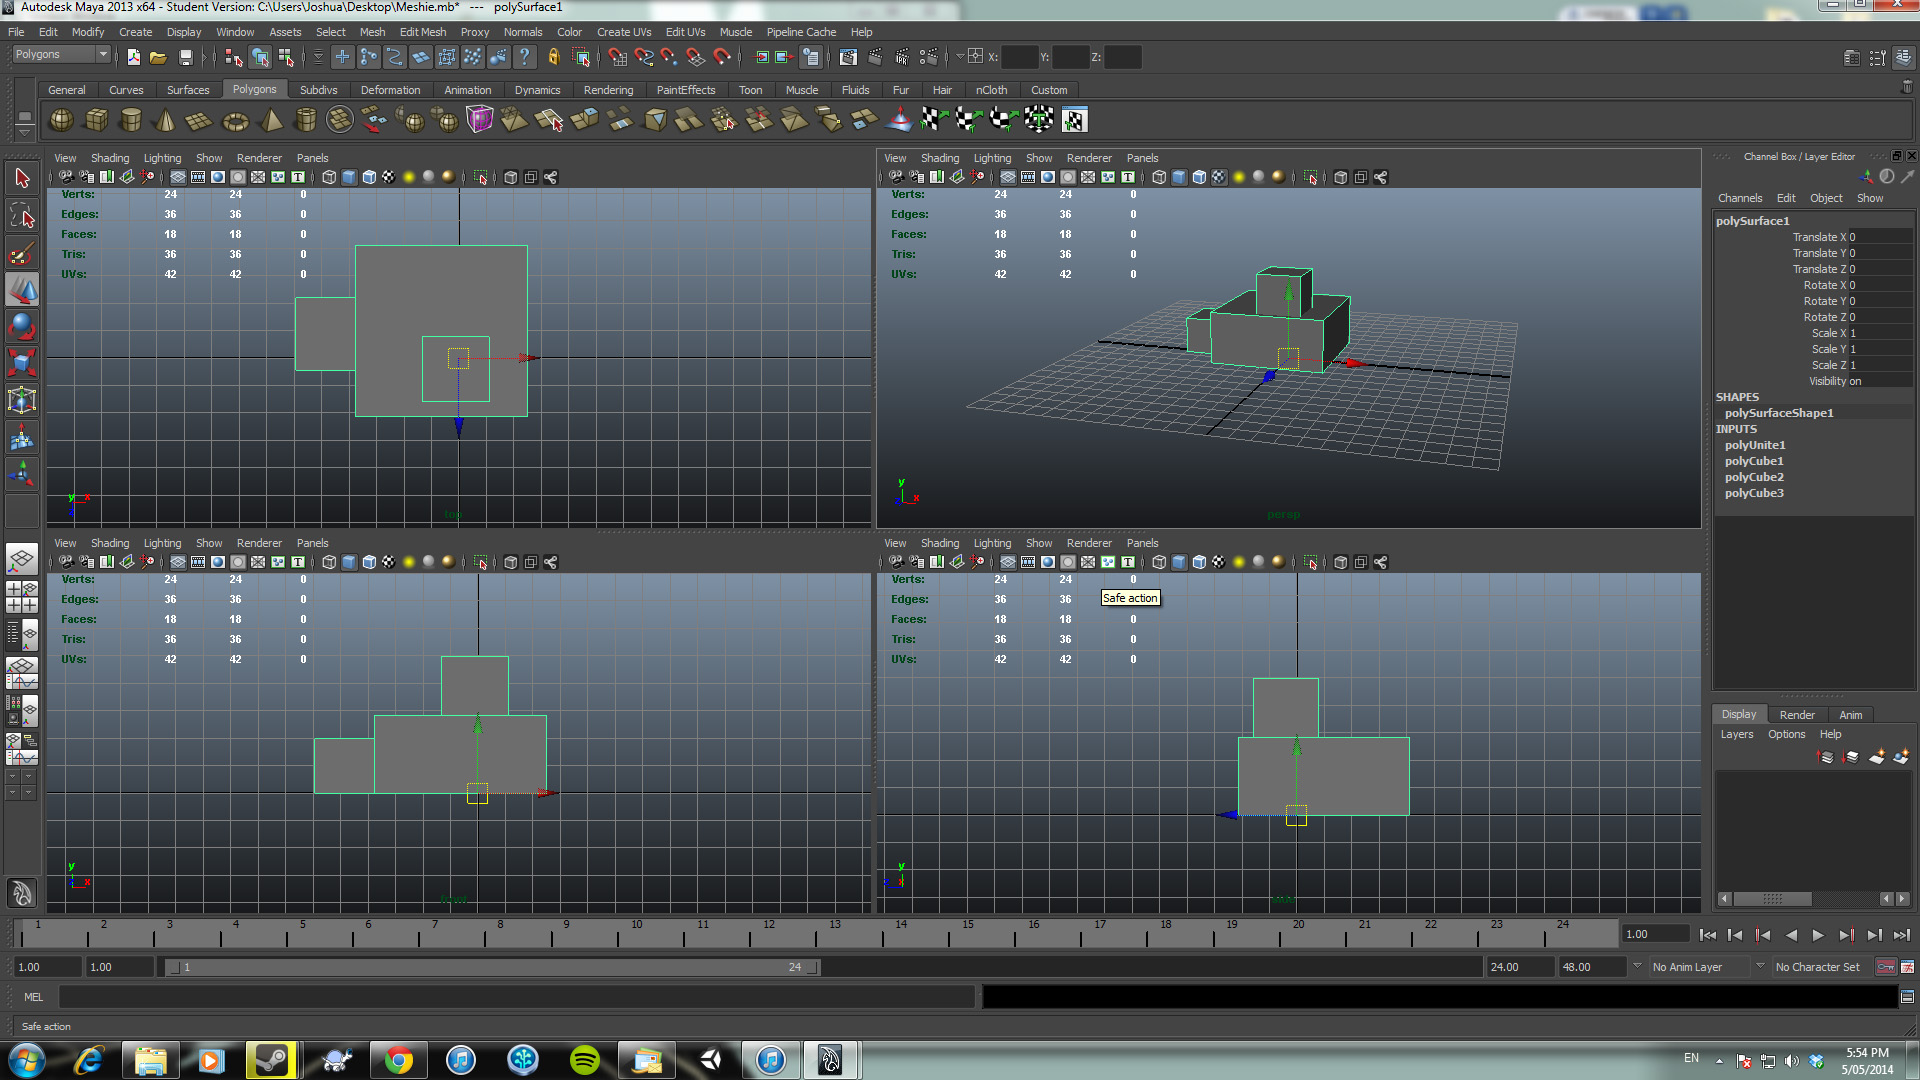 Autodesk Maya 2013 x64 - Student Version: C:\Users\Joshua\Desktop\Meshie.mb* --- polySurface1
File Edit Modify Create Display Window Assets Select Mesh Edit Mesh Proxy Normals Color Create UVs Edit UVs Muscle Pipeline Cache Help
Polygons X: Y: Z:
General Curves Surfaces Polygons Subdivs Deformation Animation Dynamics Rendering PaintEffects Toon Muscle Fluids Fur Hair nCloth Custom
View Shading Lighting Show Renderer Panels
Verts: 24 24 0
Edges: 36 36 0
Faces: 18 18 0
Tris: 36 36 0
UVs: 42 42 0
y x
top
View Shading Lighting Show Renderer Panels
Verts: 24 24 0
Edges: 36 36 0
Faces: 18 18 0
Tris: 36 36 0
UVs: 42 42 0
y x
persp
View Shading Lighting Show Renderer Panels
Verts: 24 24 0
Edges: 36 36 0
Faces: 18 18 0
Tris: 36 36 0
UVs: 42 42 0
y x
front
View Shading Lighting Show Renderer Panels
Verts: 24 24 0
Edges: 36 36
Safe action
Faces: 18 18 0
Tris: 36 36 0
UVs: 42 42 0
y
side
Channel Box / Layer Editor
Channels Edit Object Show
polySurface1
Translate X 0
Translate Y 0
Translate Z 0
Rotate X 0
Rotate Y 0
Rotate Z 0
Scale X 1
Scale Y 1
Scale Z 1
Visibility on
SHAPES
polySurfaceShape1
INPUTS
polyUnite1
polyCube1
polyCube2
polyCube3
Display Render Anim
Layers Options Help
1 2 3 4 5 6 7 8 9 10 11 12 13 14 15 16 17 18 19 20 21 22 23 24 1.00
1.00 1.00 1 24 24.00 48.00 No Anim Layer No Character Set
MEL
Safe action
EN 5:54 PM
5/05/2014